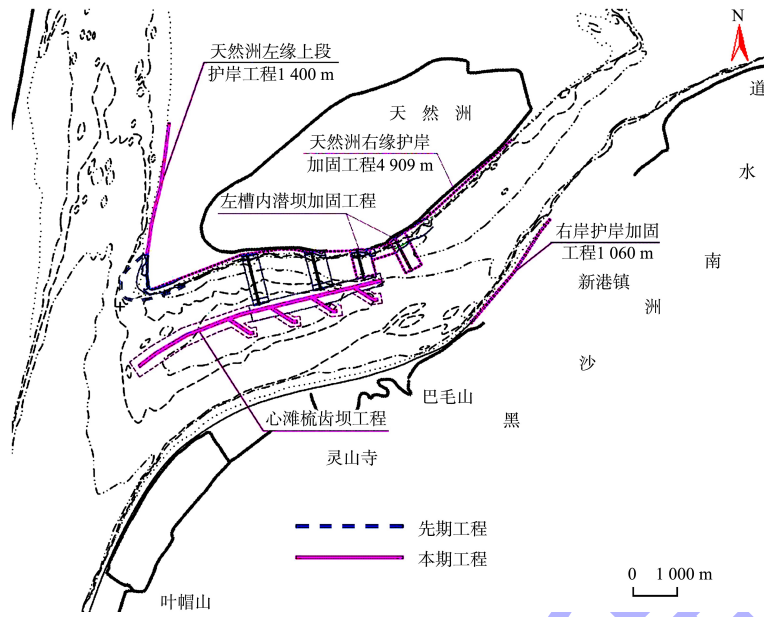 N
天然洲左缘上段
护岸工程1 400 m
道
天 然 洲
天然洲右缘护岸
加固工程4 909 m
水
左槽内潜坝加固工程
右岸护岸加固
工程1 060 m
南
新港镇
洲
沙
巴毛山
黑
心滩梳齿坝工程
灵山寺
先期工程
本期工程
0 1 000 m
叶帽山